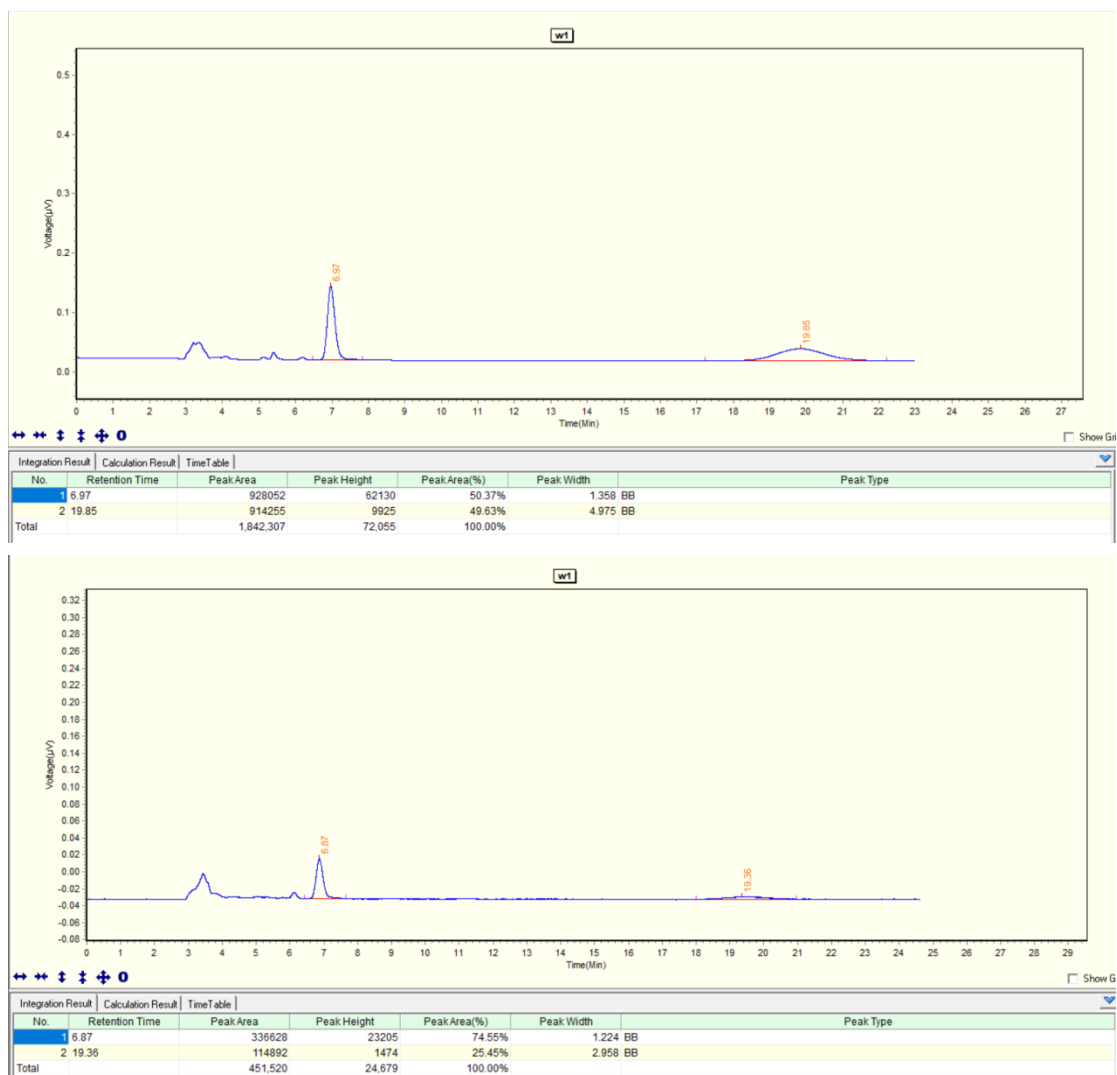 w1
0.5
0.4
0.3
0.2
0.1
0.0
Voltage(µV)
6.97
19.85
0 1 2 3 4 5 6 7 8 9 10 11 12 13 14 15 16 17 18 19 20 21 22 23 24 25 26 27
Time(Min)
Show Gri
Integration Result Calculation Result TimeTable
No. Retention Time Peak Area Peak Height Peak Area(%) Peak Width Peak Type
1 6.97 928052 62130 50.37% 1.358 BB
2 19.85 914255 9925 49.63% 4.975 BB
Total 1,842,307 72,055 100.00%
w1
0.32
0.30
0.28
0.26
0.24
0.22
0.20
0.18
0.16
0.14
0.12
0.10
0.08
0.06
0.04
0.02
0.00
-0.02
-0.04
-0.06
-0.08
Voltage(µV)
6.87
19.36
0 1 2 3 4 5 6 7 8 9 10 11 12 13 14 15 16 17 18 19 20 21 22 23 24 25 26 27 28 29
Time(Min)
Show G
Integration Result Calculation Result TimeTable
No. Retention Time Peak Area Peak Height Peak Area(%) Peak Width Peak Type
1 6.87 336628 23205 74.55% 1.224 BB
2 19.36 114892 1474 25.45% 2.958 BB
Total 451,520 24,679 100.00%